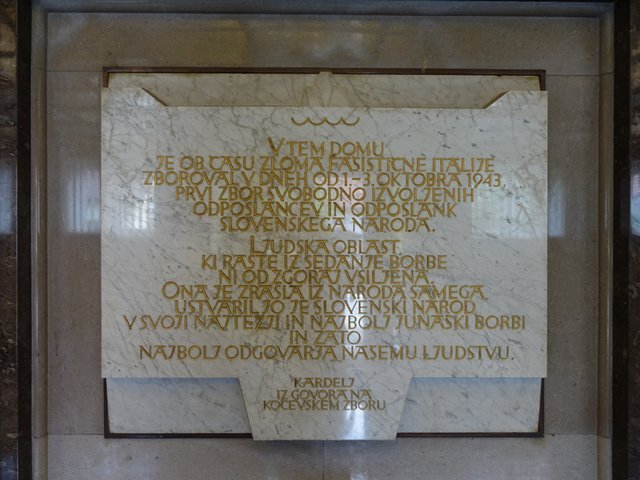 V TEM DOMU
JE OB ČASU ZLOMA FAŠISTIČNE ITALIJE
ZBOROVAL V DNEH OD 1.–3. OKTOBRA 1943
PRVI ZBOR SVOBODNO IZVOLJENIH
ODPOSLANCEV IN ODPOSLANK
SLOVENSKEGA NARODA.
LJUDSKA OBLAST,
KI RASTE IZ SEDANJE BORBE
NI OD ZGORAJ VSILJENA.
ONA JE ZRASLA IZ NARODA SAMEGA,
USTVARIL JO JE SLOVENSKI NAROD
V SVOJI NAJTEŽJI IN NAJBOLJ JUNAŠKI BORBI
IN ZATO
NAJBOLJ ODGOVARJA NAŠEMU LJUDSTVU.
KARDELJ
IZ GOVORA NA
KOČEVSKEM ZBORU